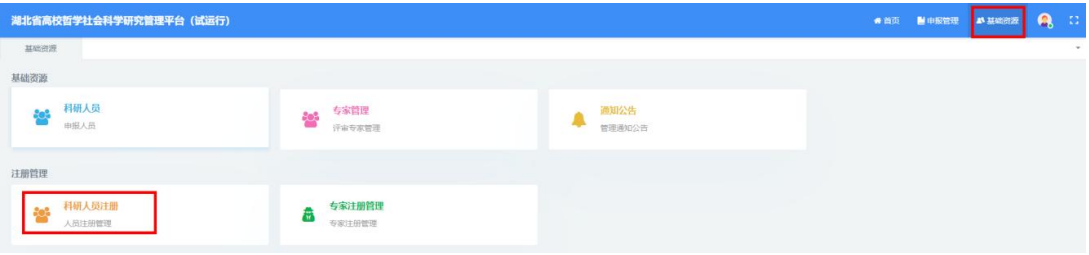 湖北省高校哲学社会科学研究管理平台（试运行）
首页 申报管理 基础资源
基础资源
基础资源
科研人员 专家管理 通知公告
申报人员 评审专家管理 管理通知公告
注册管理
科研人员注册 专家注册管理
人员注册管理 专家注册管理